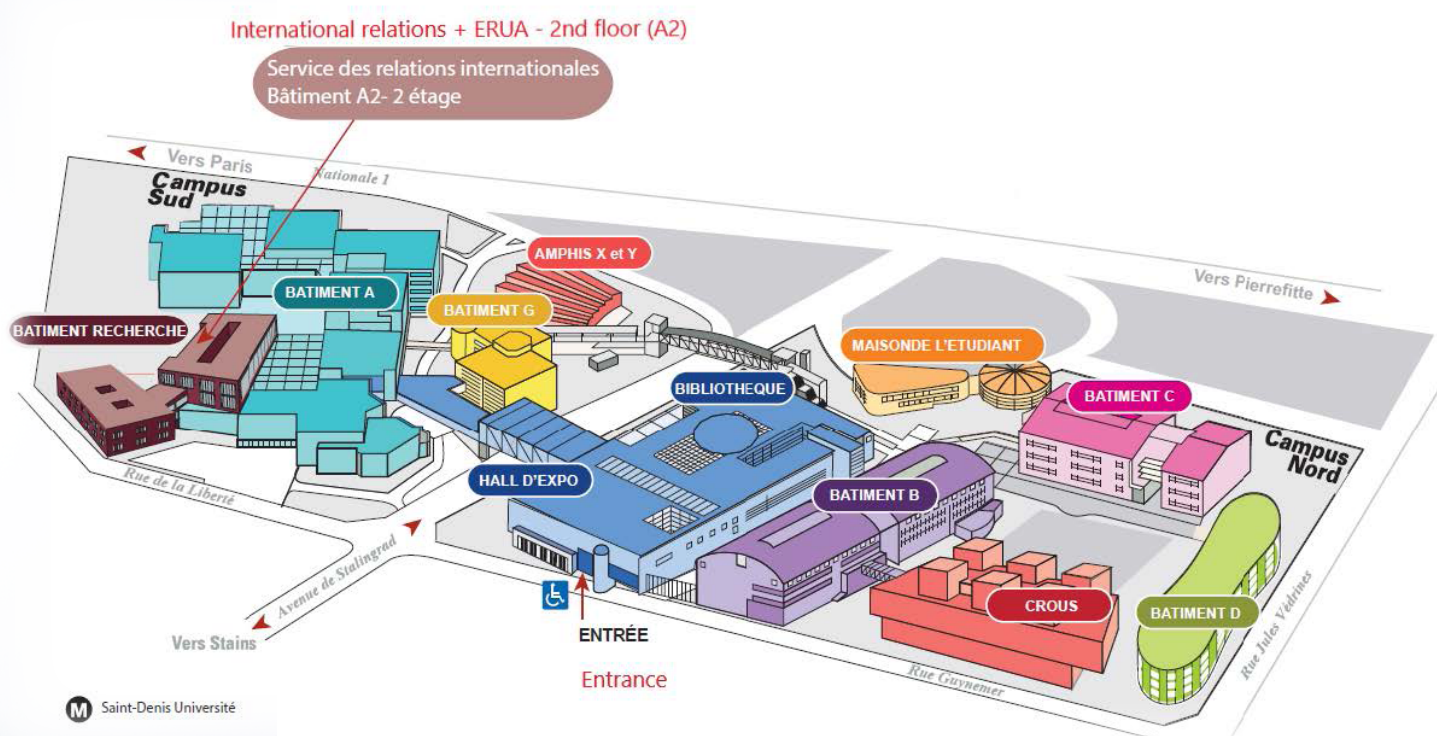 International relations + ERUA - 2nd floor (A2)
Service des relations internationales
Bâtiment A2- 2 étage
Vers Paris
Nationale 1
Campus
Sud
AMPHIS X et Y
Vers Pierrefitte
BATIMENT A
BATIMENT G
BATIMENT RECHERCHE
MAISONDE L'ETUDIANT
BIBLIOTHEQUE
BATIMENT C
Campus
Nord
HALL D'EXPO
BATIMENT B
Rue de la Liberté
Avenue de Stalingrad
CROUS
BATIMENT D
Rue Jules Védrines
Vers Stains
ENTRÉE
Entrance
Rue Guynemer
M Saint-Denis Université